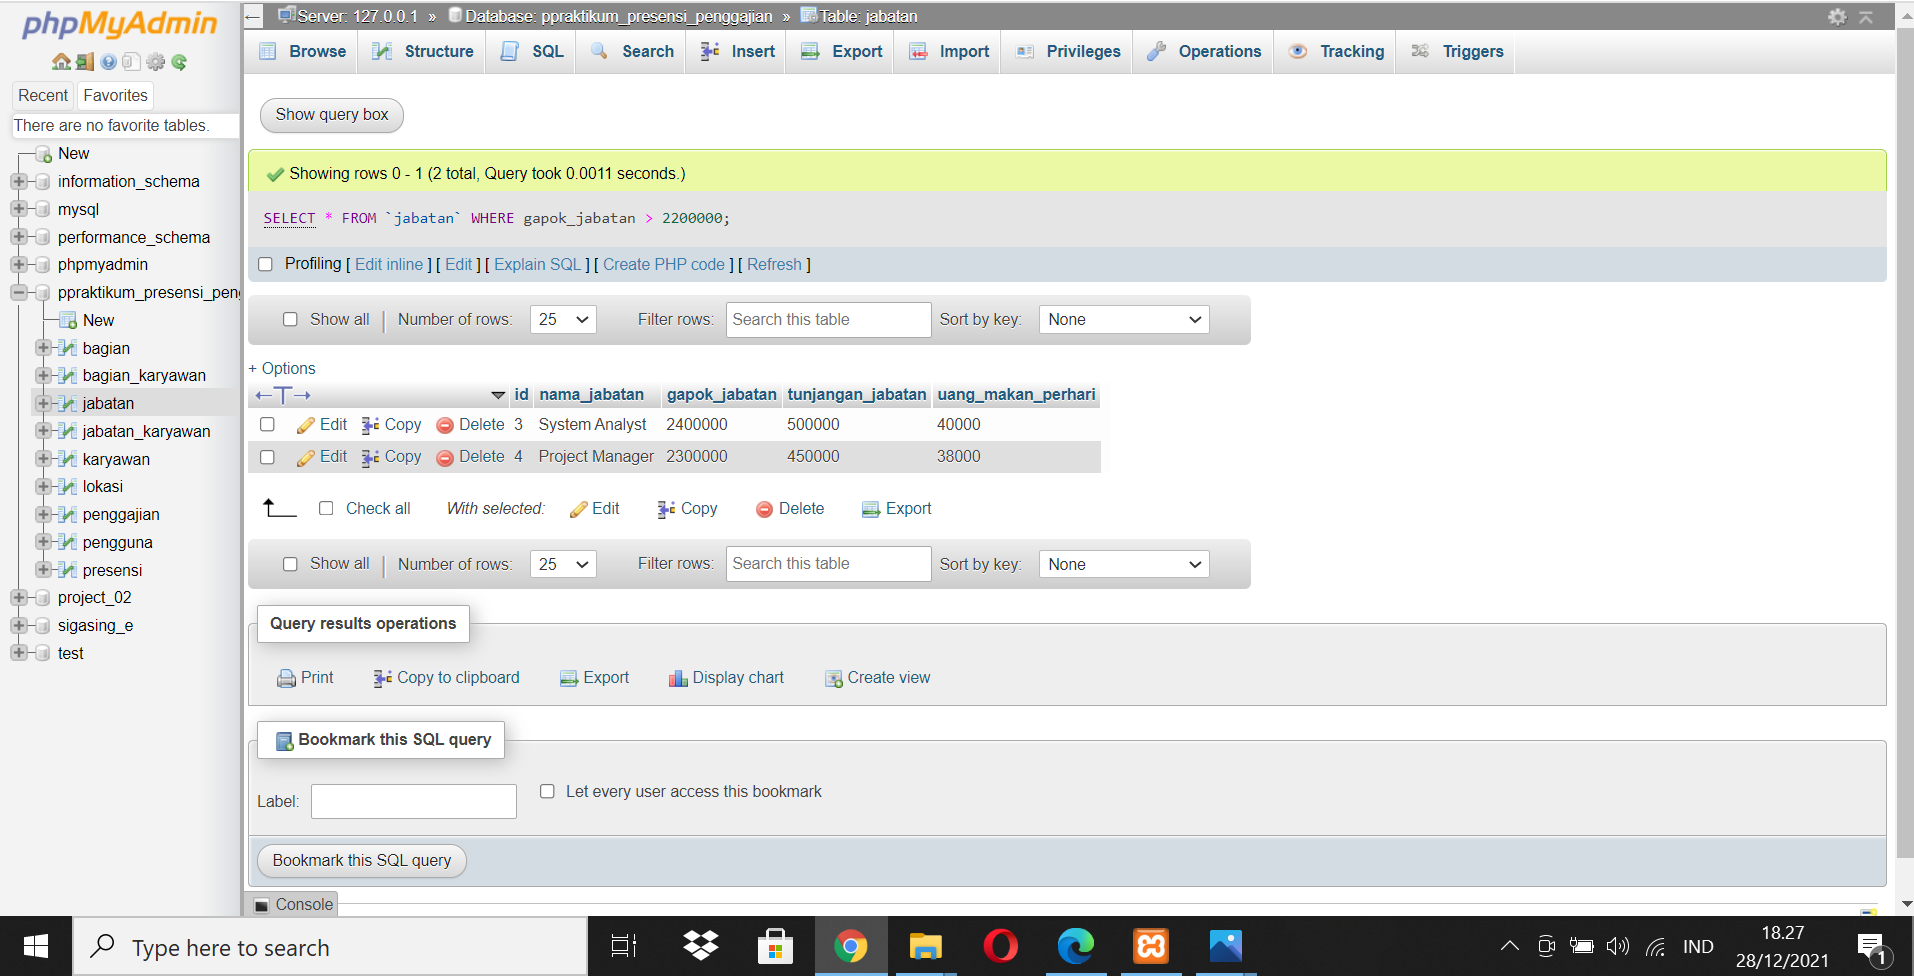 phpMyAdmin
Recent Favorites
There are no favorite tables.
New
information_schema
mysql
performance_schema
phpmyadmin
ppraktikum_presensi_peng
New
bagian
bagian_karyawan
jabatan
jabatan_karyawan
karyawan
lokasi
penggajian
pengguna
presensi
project_02
sigasing_e
test
Server: 127.0.0.1 » Database: ppraktikum_presensi_penggajian » Table: jabatan
Browse Structure SQL Search Insert Export Import Privileges Operations Tracking Triggers
Show query box
Showing rows 0 - 1 (2 total, Query took 0.0011 seconds.)
SELECT * FROM `jabatan` WHERE gapok_jabatan > 2200000;
Profiling [ Edit inline ] [ Edit ] [ Explain SQL ] [ Create PHP code ] [ Refresh ]
Show all | Number of rows: 25 Filter rows: Search this table Sort by key: None
+ Options
←T→ id nama_jabatan gapok_jabatan tunjangan_jabatan uang_makan_perhari
Edit Copy Delete 3 System Analyst 2400000 500000 40000
Edit Copy Delete 4 Project Manager 2300000 450000 38000
Check all With selected: Edit Copy Delete Export
Show all | Number of rows: 25 Filter rows: Search this table Sort by key: None
Query results operations
Print Copy to clipboard Export Display chart Create view
Bookmark this SQL query
Label: Let every user access this bookmark
Bookmark this SQL query
Console
Type here to search
IND
18.27
28/12/2021
1